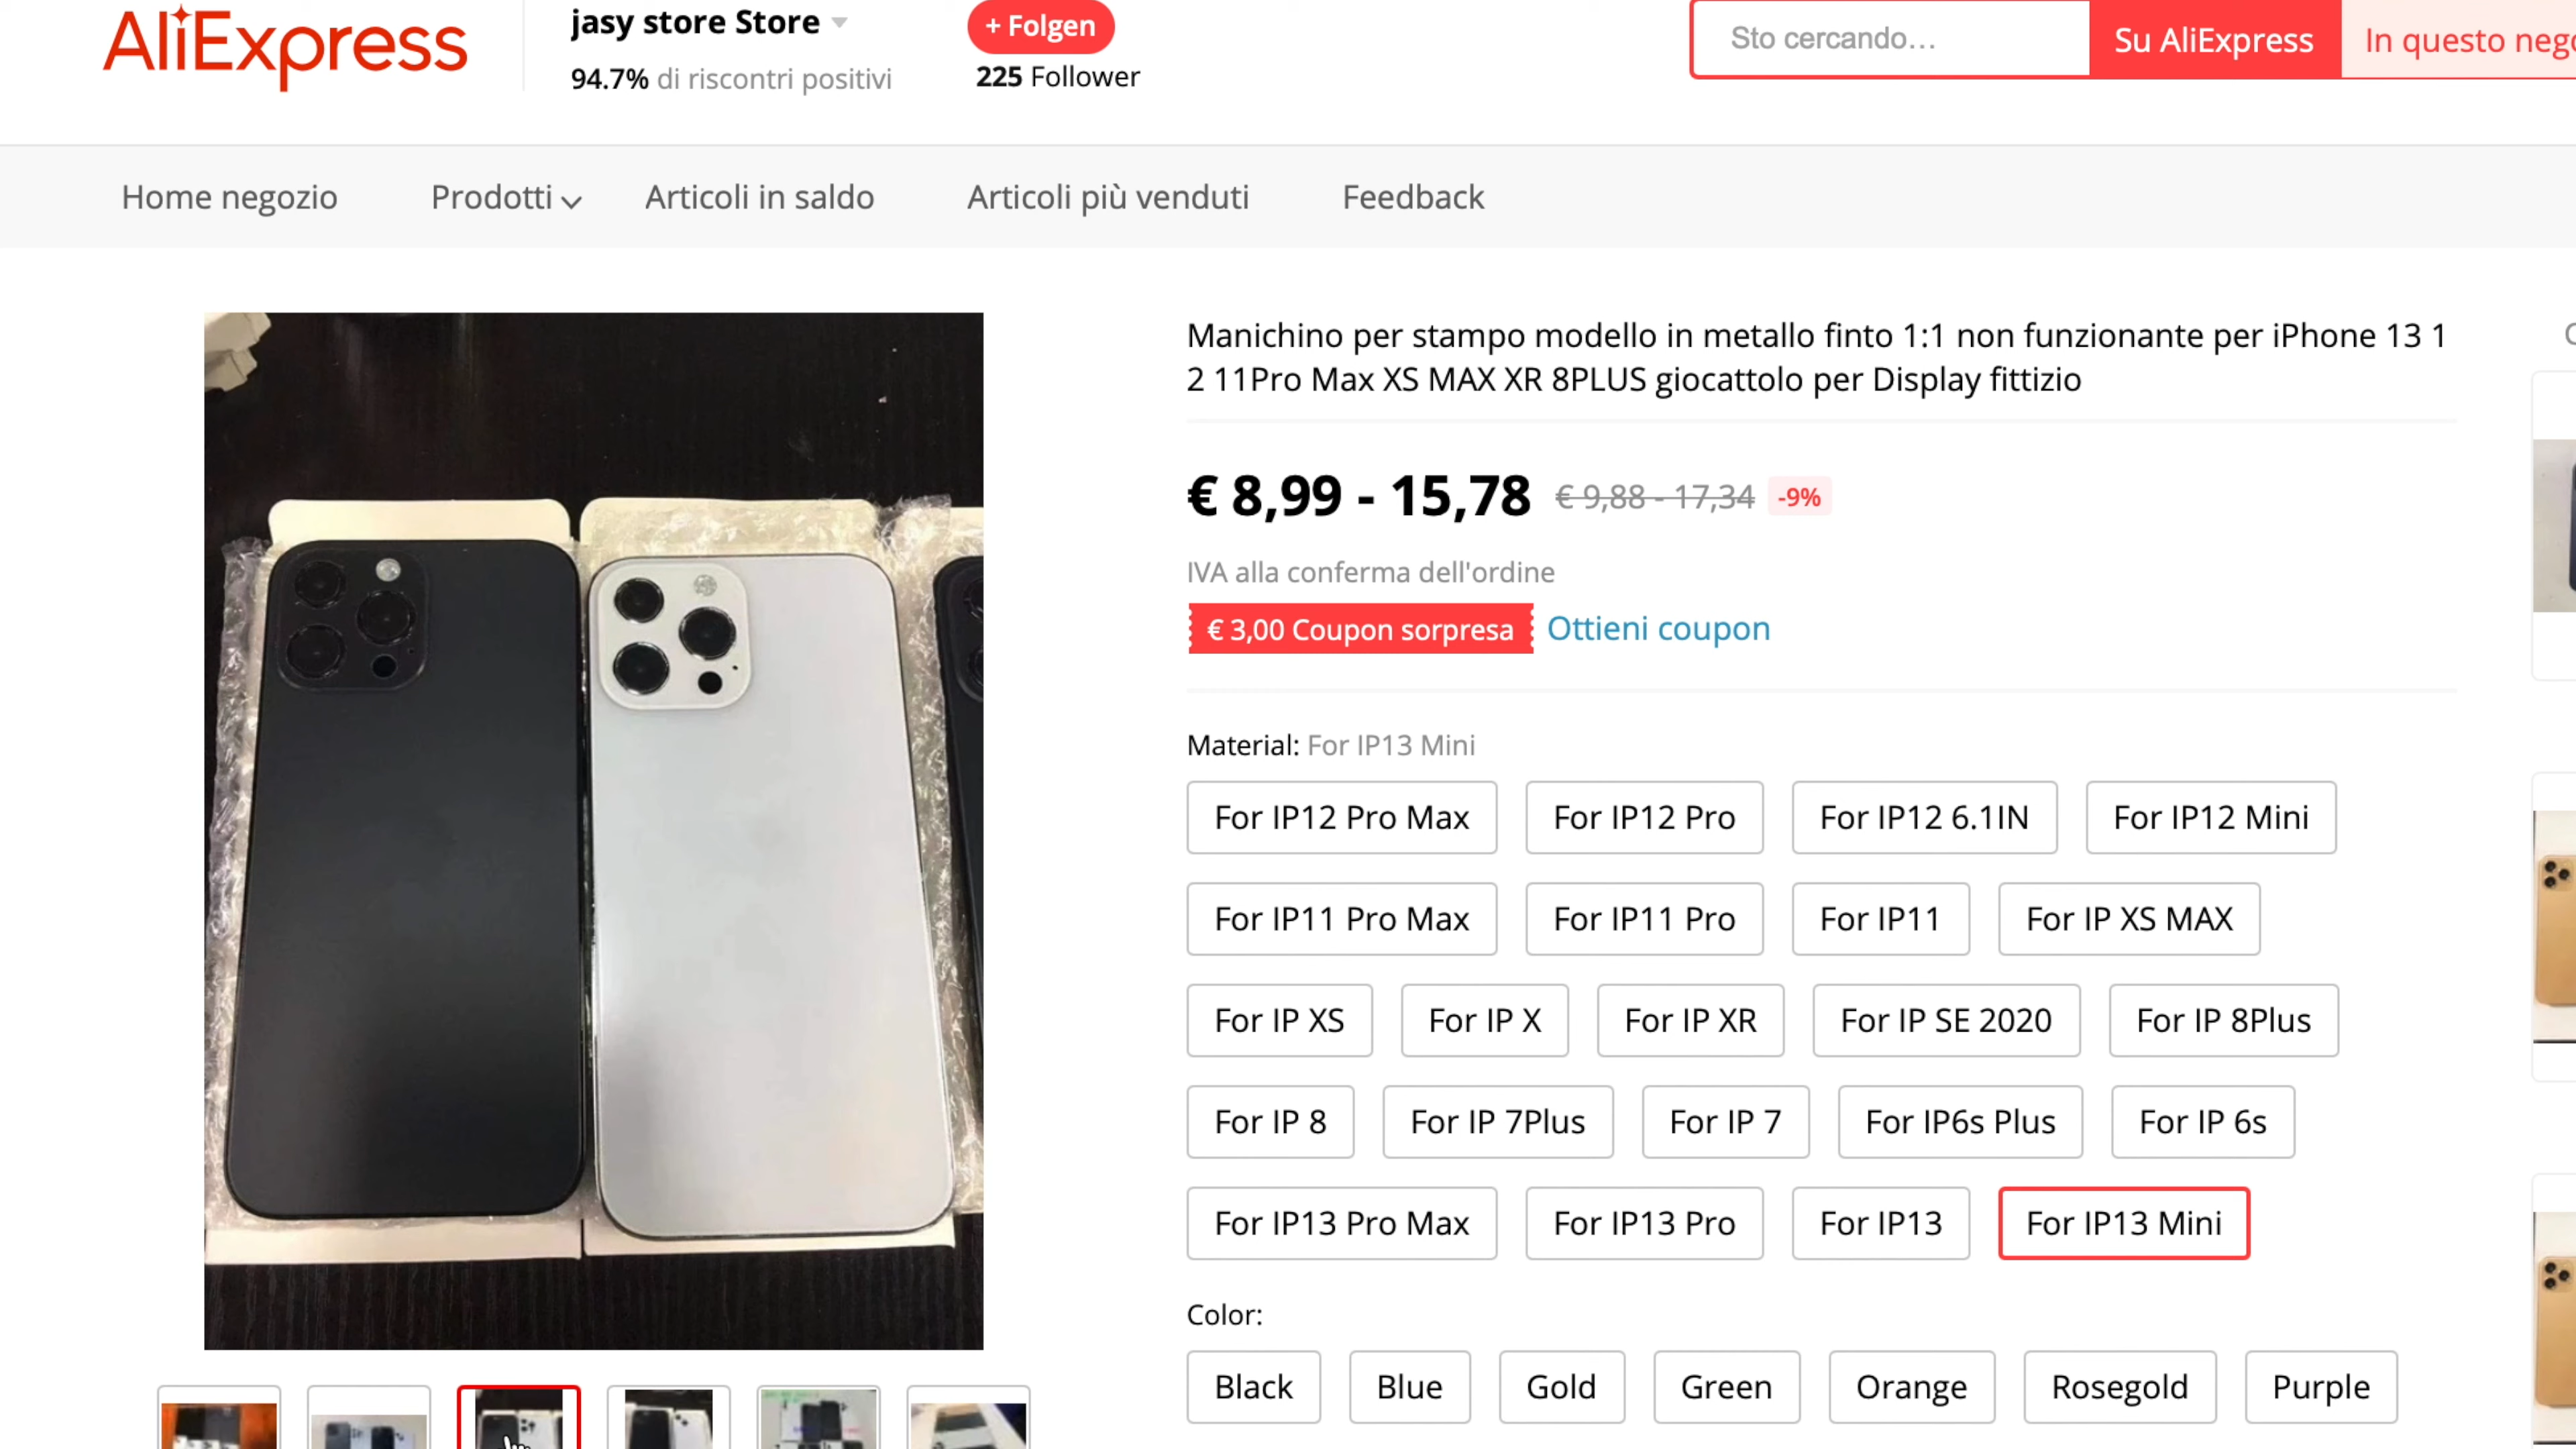 AliExpress
jasy store Store
+ Folgen
94.7% di riscontri positivi
225 Follower
Sto cercando...
Su AliExpress
In questo nego
Home negozio
Prodotti
Articoli in saldo
Articoli più venduti
Feedback
Manichino per stampo modello in metallo finto 1:1 non funzionante per iPhone 13 1
2 11Pro Max XS MAX XR 8PLUS giocattolo per Display fittizio
€ 8,99 - 15,78 € 9,88 - 17,34 -9%
IVA alla conferma dell'ordine
€ 3,00 Coupon sorpresa Ottieni coupon
Material: For IP13 Mini
For IP12 Pro Max For IP12 Pro For IP12 6.1IN For IP12 Mini
For IP11 Pro Max For IP11 Pro For IP11 For IP XS MAX
For IP XS For IP X For IP XR For IP SE 2020 For IP 8Plus
For IP 8 For IP 7Plus For IP 7 For IP6s Plus For IP 6s
For IP13 Pro Max For IP13 Pro For IP13 For IP13 Mini
Color:
Black Blue Gold Green Orange Rosegold Purple